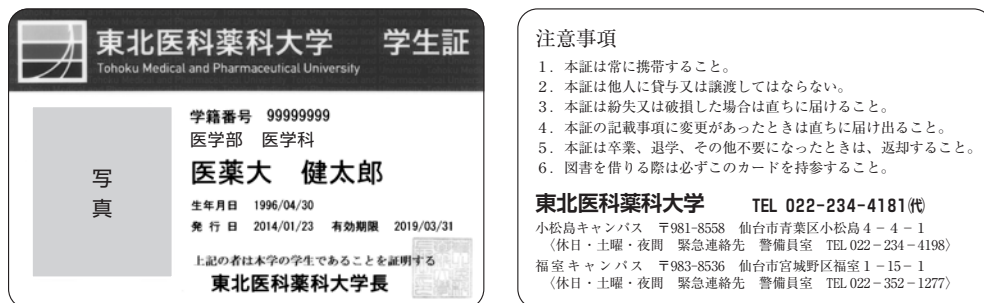 東北医科薬科大学 学生証
Tohoku Medical and Pharmaceutical University
学籍番号 99999999
医学部 医学科
写真
医薬大 健太郎
生年月日 1996/04/30
発行日 2014/01/23 有効期限 2019/03/31
上記の者は本学の学生であることを証明する
東北医科薬科大学長
注意事項
1．本証は常に携帯すること。
2．本証は他人に貸与又は譲渡してはならない。
3．本証は紛失又は破損した場合は直ちに届けること。
4．本証の記載事項に変更があったときは直ちに届け出ること。
5．本証は卒業、退学、その他不要になったときは、返却すること。
6．図書を借りる際は必ずこのカードを持参すること。
東北医科薬科大学 TEL 022-234-4181㈹
小松島キャンパス 〒981-8558 仙台市青葉区小松島4－4－1
〈休日・土曜・夜間 緊急連絡先 警備員室 TEL 022－234－4198〉
福室キャンパス 〒983-8536 仙台市宮城野区福室1－15－1
〈休日・土曜・夜間 緊急連絡先 警備員室 TEL 022－352－1277〉